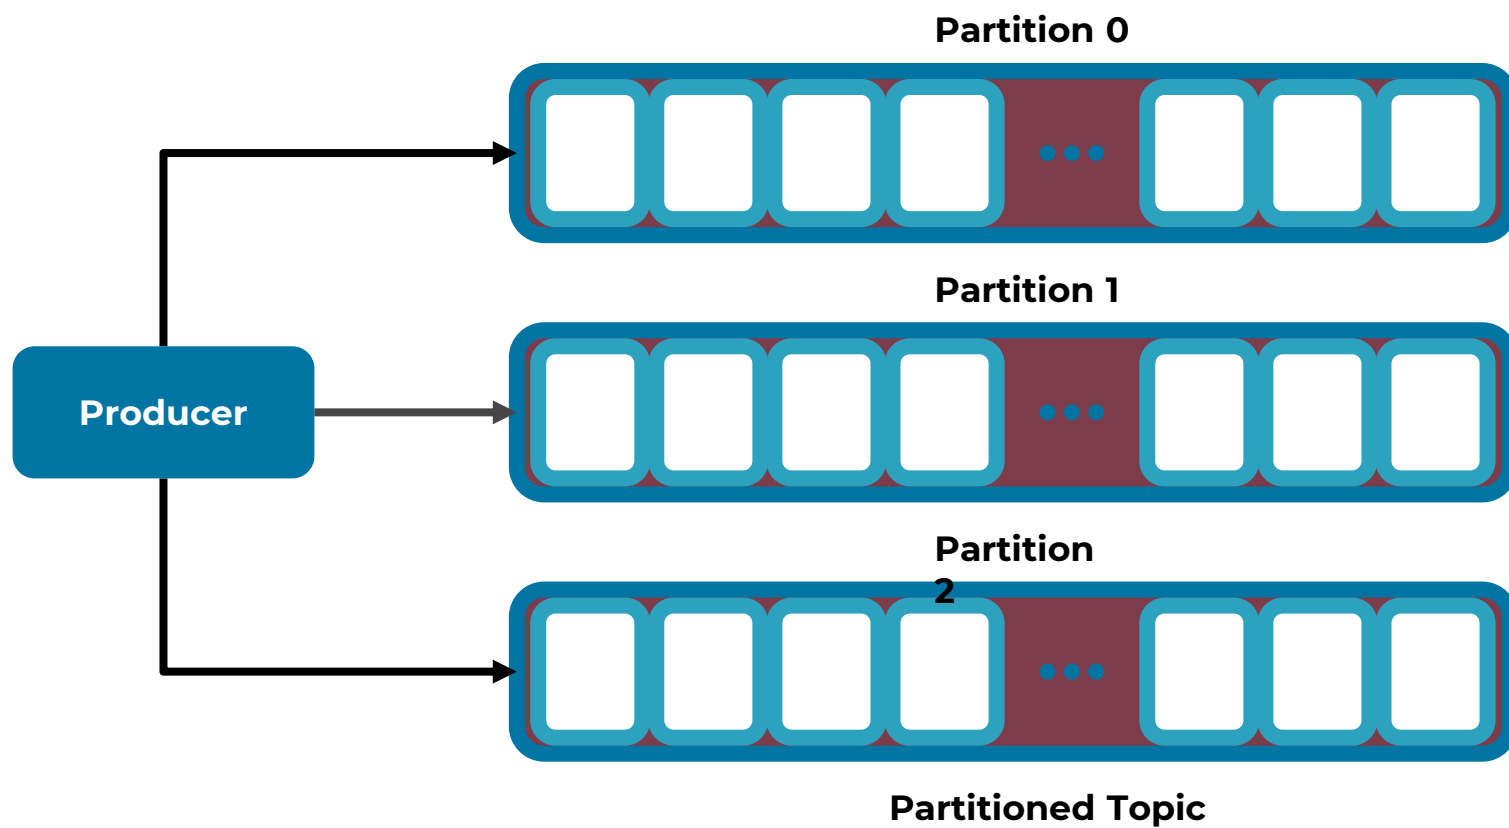 Partition 0
Partition 1
Producer
Partition
2
Partitioned Topic